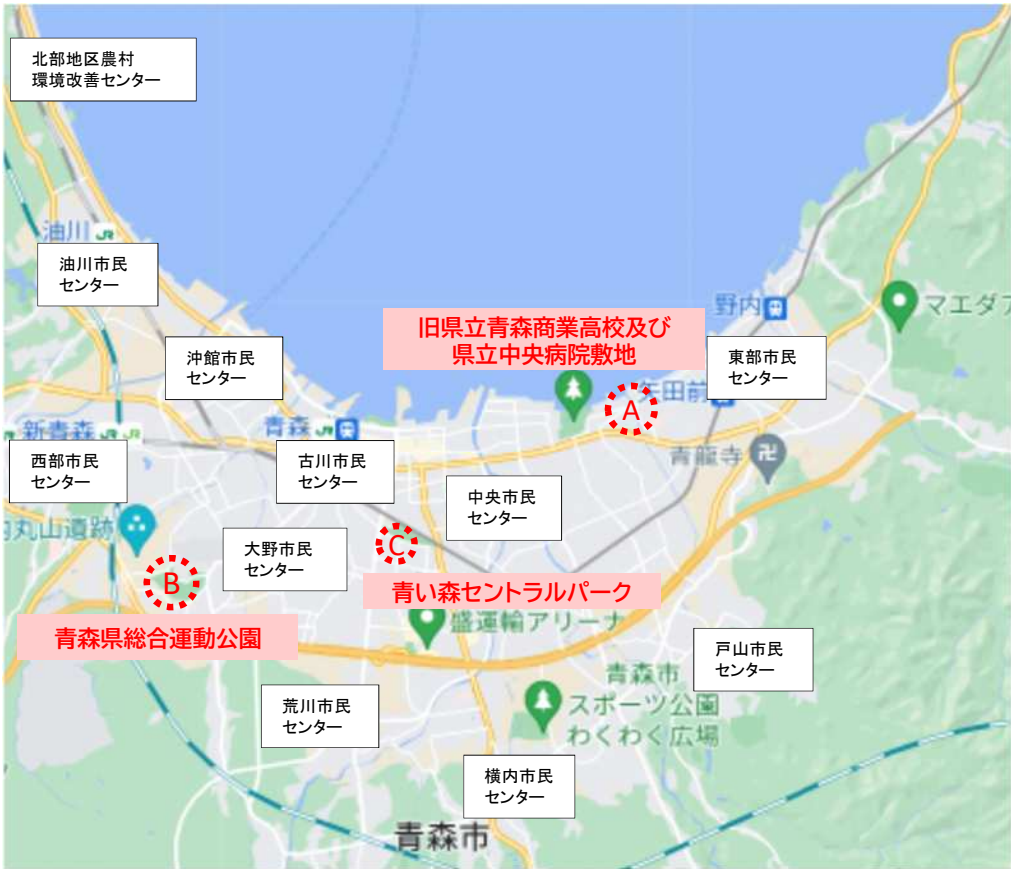 北部地区農村
環境改善センター
油川
油川市民
センター
旧県立青森商業高校及び
県立中央病院敷地
野内
マエダア
沖館市民
センター
東部市民
センター
矢田前
A
新青森
青森
西部市民
センター
古川市民
センター
青龍寺
中央市民
センター
内丸山遺跡
大野市民
センター
C
B
青い森セントラルパーク
盛運輸アリーナ
青森県総合運動公園
戸山市民
センター
荒川市民
センター
青森市
スポーツ公園
わくわく広場
横内市民
センター
青森市